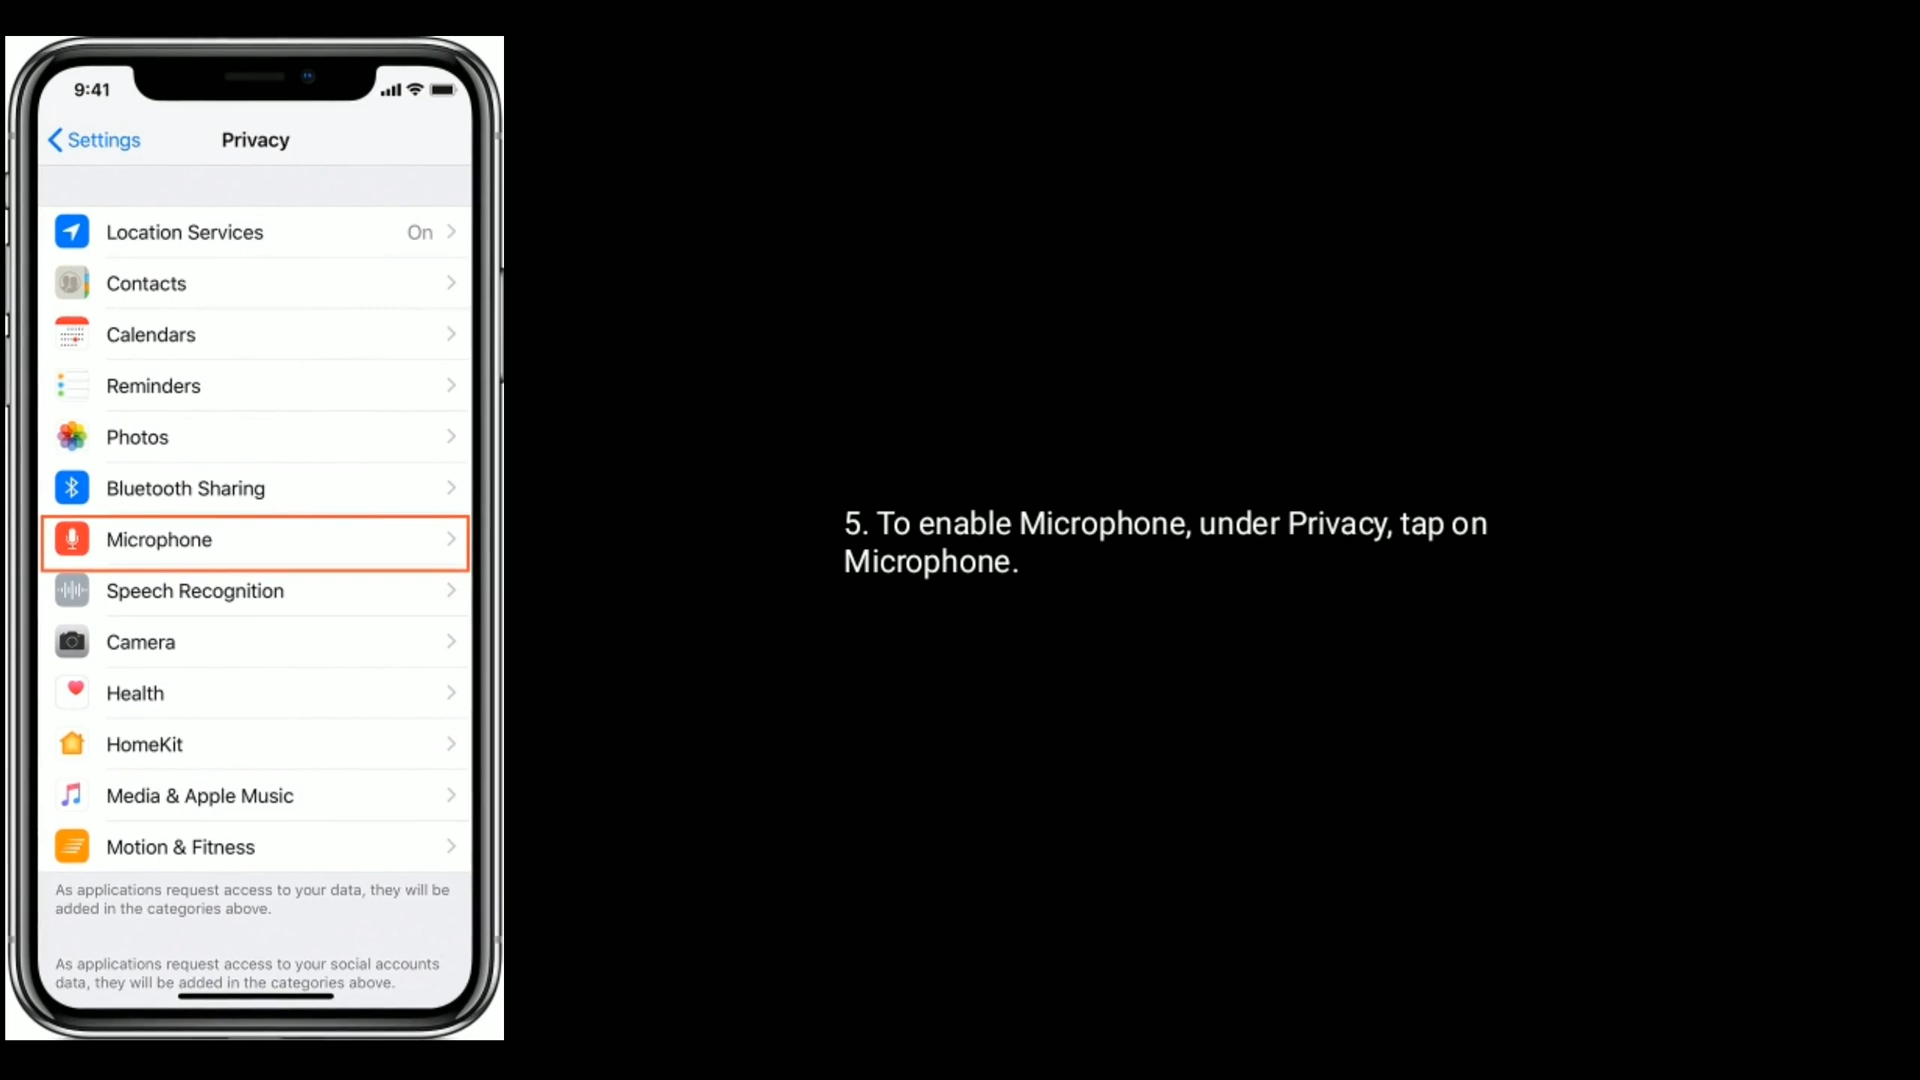 9:41
Settings
Privacy
Location Services On
Contacts
Calendars
Reminders
Photos
Bluetooth Sharing
Microphone
Speech Recognition
Camera
Health
HomeKit
Media & Apple Music
Motion & Fitness
As applications request access to your data, they will be
added in the categories above.
As applications request access to your social accounts
data, they will be added in the categories above.
5. To enable Microphone, under Privacy, tap on
Microphone.